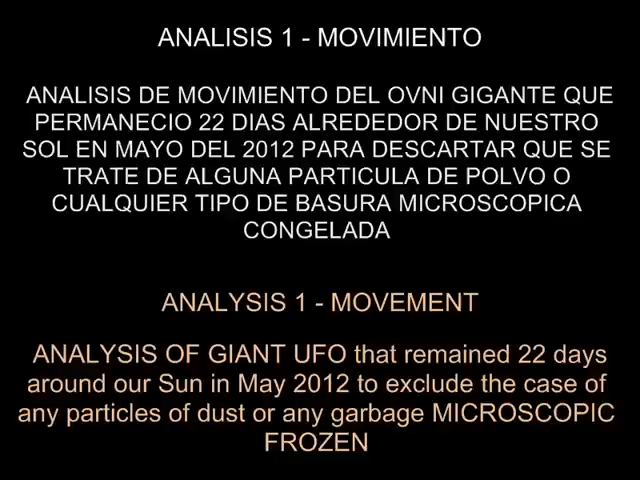 ANALISIS 1 - MOVIMIENTO
ANALISIS DE MOVIMIENTO DEL OVNI GIGANTE QUE
PERMANECIO 22 DIAS ALREDEDOR DE NUESTRO
SOL EN MAYO DEL 2012 PARA DESCARTAR QUE SE
TRATE DE ALGUNA PARTICULA DE POLVO O
CUALQUIER TIPO DE BASURA MICROSCOPICA
CONGELADA
ANALYSIS 1 - MOVEMENT
ANALYSIS OF GIANT UFO that remained 22 days
around our Sun in May 2012 to exclude the case of
any particles of dust or any garbage MICROSCOPIC
FROZEN